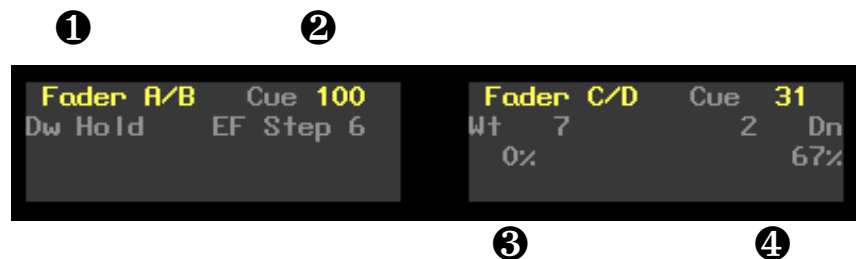 ❶ ❷
Fader A/B Cue 100
Dw Hold EF Step 6
Fader C/D Cue 31
Wt 7 2 Dn
0% 67%
❸ ❹